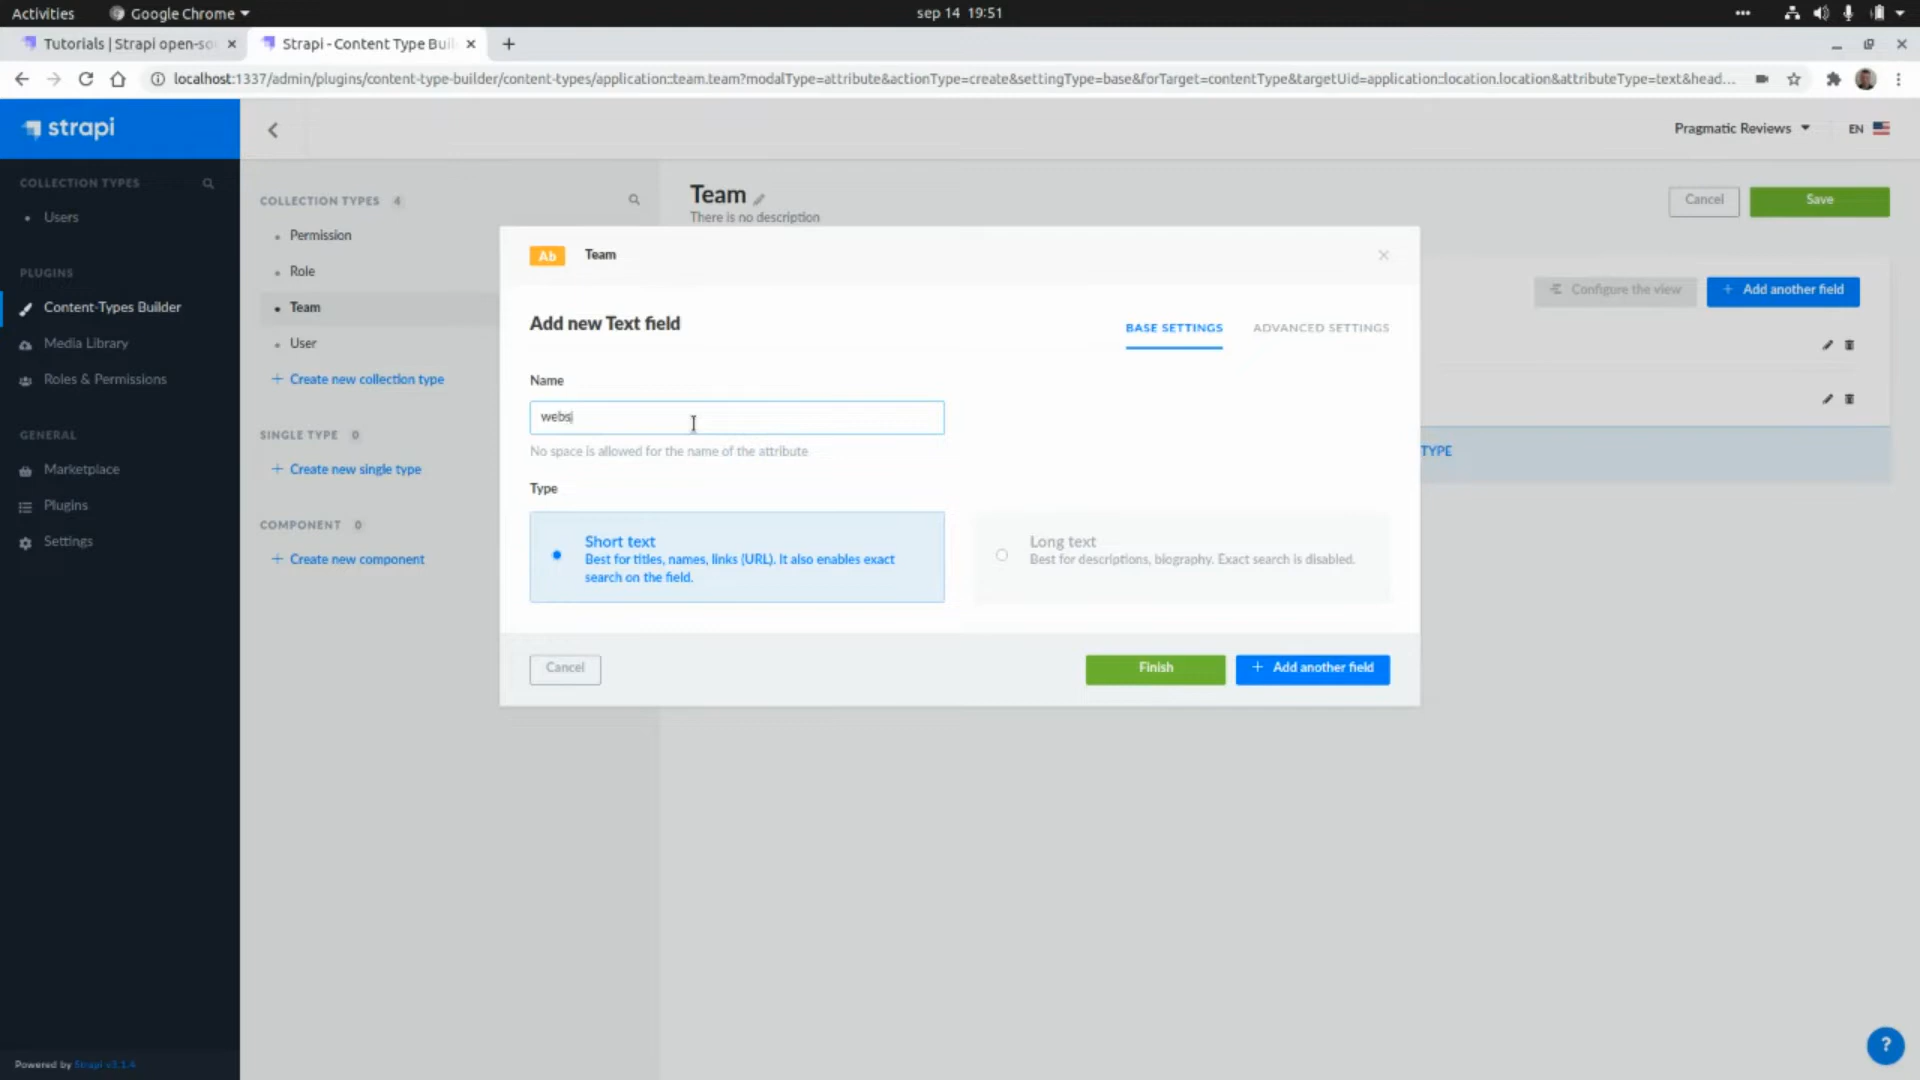 Activities
Google Chrome
sep 14 19:51
Tutorials | Strapi open-so
Strapi - Content Type Buil
localhost:1337/admin/plugins/content-type-builder/content-types/application::team.team?modalType=attribute&actionType=create&settingType=base&forTarget=contentType&targetUid=application::location.location&attributeType=text&head...
strapi
Pragmatic Reviews
EN
COLLECTION TYPES
Users
PLUGINS
Content-Types Builder
Media Library
Roles & Permissions
GENERAL
Marketplace
Plugins
Settings
Powered by Strapi v3.1.4
COLLECTION TYPES 4
Permission
Role
Team
User
+ Create new collection type
SINGLE TYPE 0
+ Create new single type
COMPONENT 0
+ Create new component
Team
There is no description
Cancel
Save
Configure the view
+ Add another field
TYPE
Ab
Team
Add new Text field
BASE SETTINGS
ADVANCED SETTINGS
Name
webs
No space is allowed for the name of the attribute
Type
Short text
Best for titles, names, links (URL). It also enables exact
search on the field.
Long text
Best for descriptions, biography. Exact search is disabled.
Cancel
Finish
+ Add another field
?